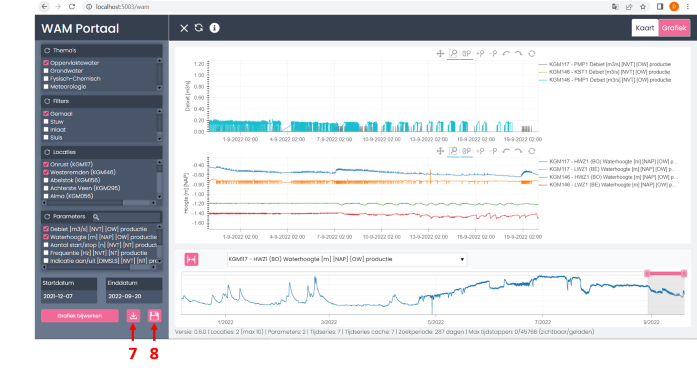 localhost:5003/wam
WAM Portaal
Kaart Grafiek
Thema's
Oppervlaktewater
Grondwater
Fysisch-Chemisch
Meteorologie
Filters
Gemaal
Stuw
Inlaat
Sluis
Locaties
Onrust (KGM117)
Westeremden (KGM146)
Abelstok (KGM056)
Achterste Veen (KGM295)
Alma (KGM056)
Parameters
Debiet [m3/s] [NVT] [OW] productie
Waterhoogte [m] [NAP] [OW] productie
Aantal start/stop [n] [NVT] [NT] product
Frequentie [Hz] [NVT] [NT] productie
Indicatie aan/uit [DIMSLS] [NVT] [NT] pro
Startdatum Einddatum
2021-12-07 2022-09-20
Grafiek bijwerken
7 8
BP +P -P
Debiet [m3/s]
1.20
1.00
0.80
0.60
0.40
0.20
0.00
1-9-2022 02:00 4-9-2022 02:00 7-9-2022 02:00 10-9-2022 02:00 13-9-2022 02:00 16-9-2022 02:00 19-9-2022 02:00
KGM117 - PMP1 Debiet [m3/s] [NVT] [OW] productie
KGM146 - KST1 Debiet [m3/s] [NVT] [OW] productie
KGM146 - PMP1 Debiet [m3/s] [NVT] [OW] productie
BP +P -P
Hoogte [m] [NAP]
-0.40
-0.60
-0.80
-1.00
-1.20
-1.40
-1.60
1-9-2022 02:00 4-9-2022 02:00 7-9-2022 02:00 10-9-2022 02:00 13-9-2022 02:00 16-9-2022 02:00 19-9-2022 02:00
KGM117 - HWZ1 (BO) Waterhoogte [m] [NAP] [OW] p...
KGM117 - LWZ1 (BE) Waterhoogte [m] [NAP] [OW] p...
KGM146 - HWZ1 (BO) Waterhoogte [m] [NAP] [OW] p...
KGM146 - LWZ1 (BE) Waterhoogte [m] [NAP] [OW] p...
KGM117 - HWZ1 (BO) Waterhoogte [m] [NAP] [OW] productie
1/2022 3/2022 5/2022 7/2022 9/2022
Versie: 0.6.0 | Locaties: 2 (max 10) | Parameters: 2 | Tijdseries: 7 | Tijdseries cache: 7 | Zoekperiode: 287 dagen | Max tijdstappen: 0/45766 (zichtbaar/geladen)